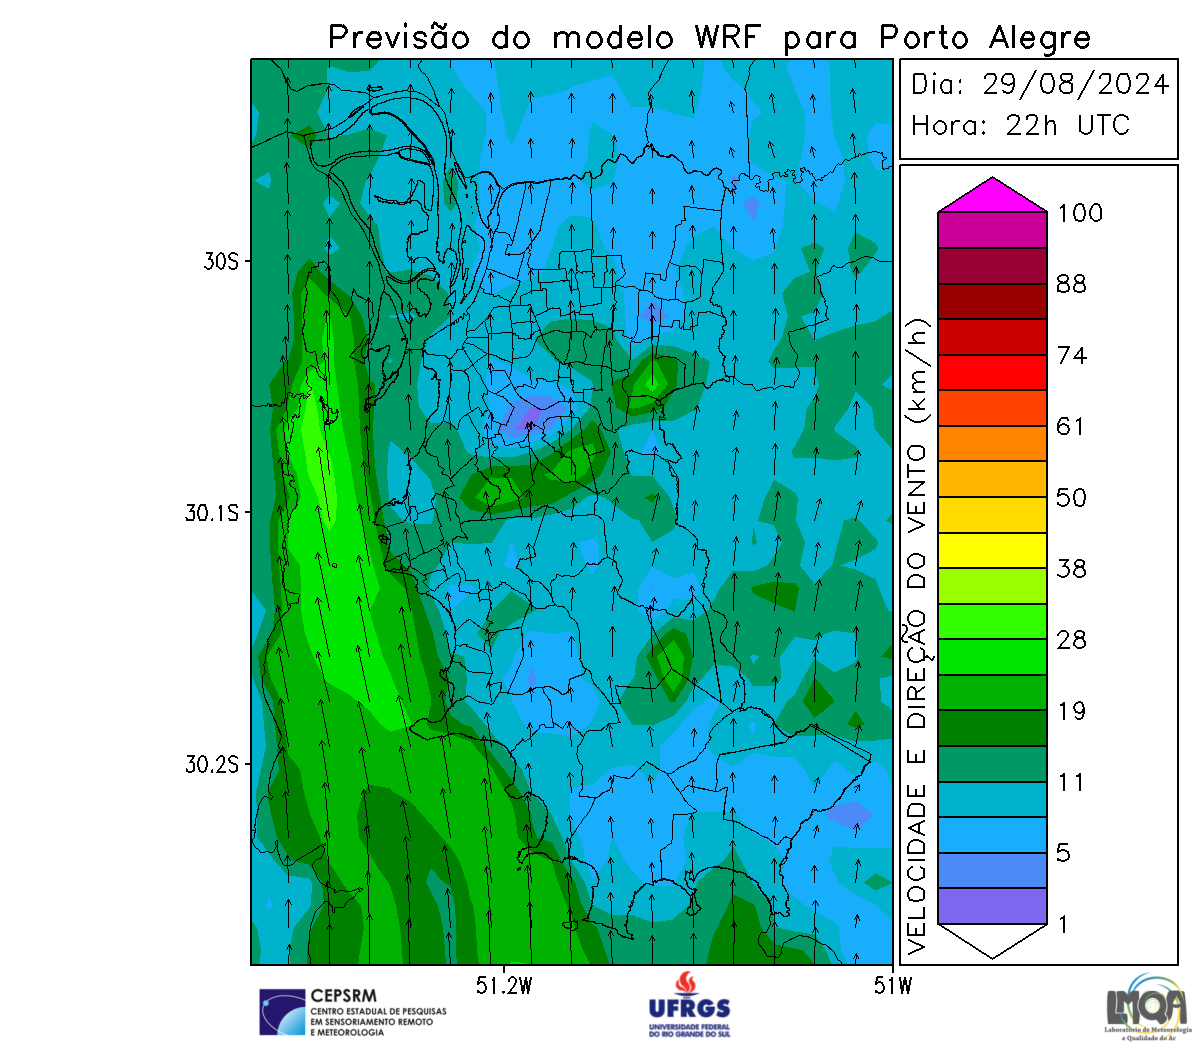 Previsão do modelo WRF para Porto Alegre
Dia: 29/08/2024
Hora: 22h UTC
30S
30.1S
30.2S
51.2W
51W
VELOCIDADE E DIREÇÃO DO VENTO (km/h)
100
88
74
61
50
38
28
19
11
5
1
CEPSRM
CENTRO ESTADUAL DE PESQUISAS
EM SENSORIAMENTO REMOTO
E METEOROLOGIA
UFRGS
UNIVERSIDADE FEDERAL
DO RIO GRANDE DO SUL
LMQA
Laboratório de Meteorologia
e Qualidade do Ar